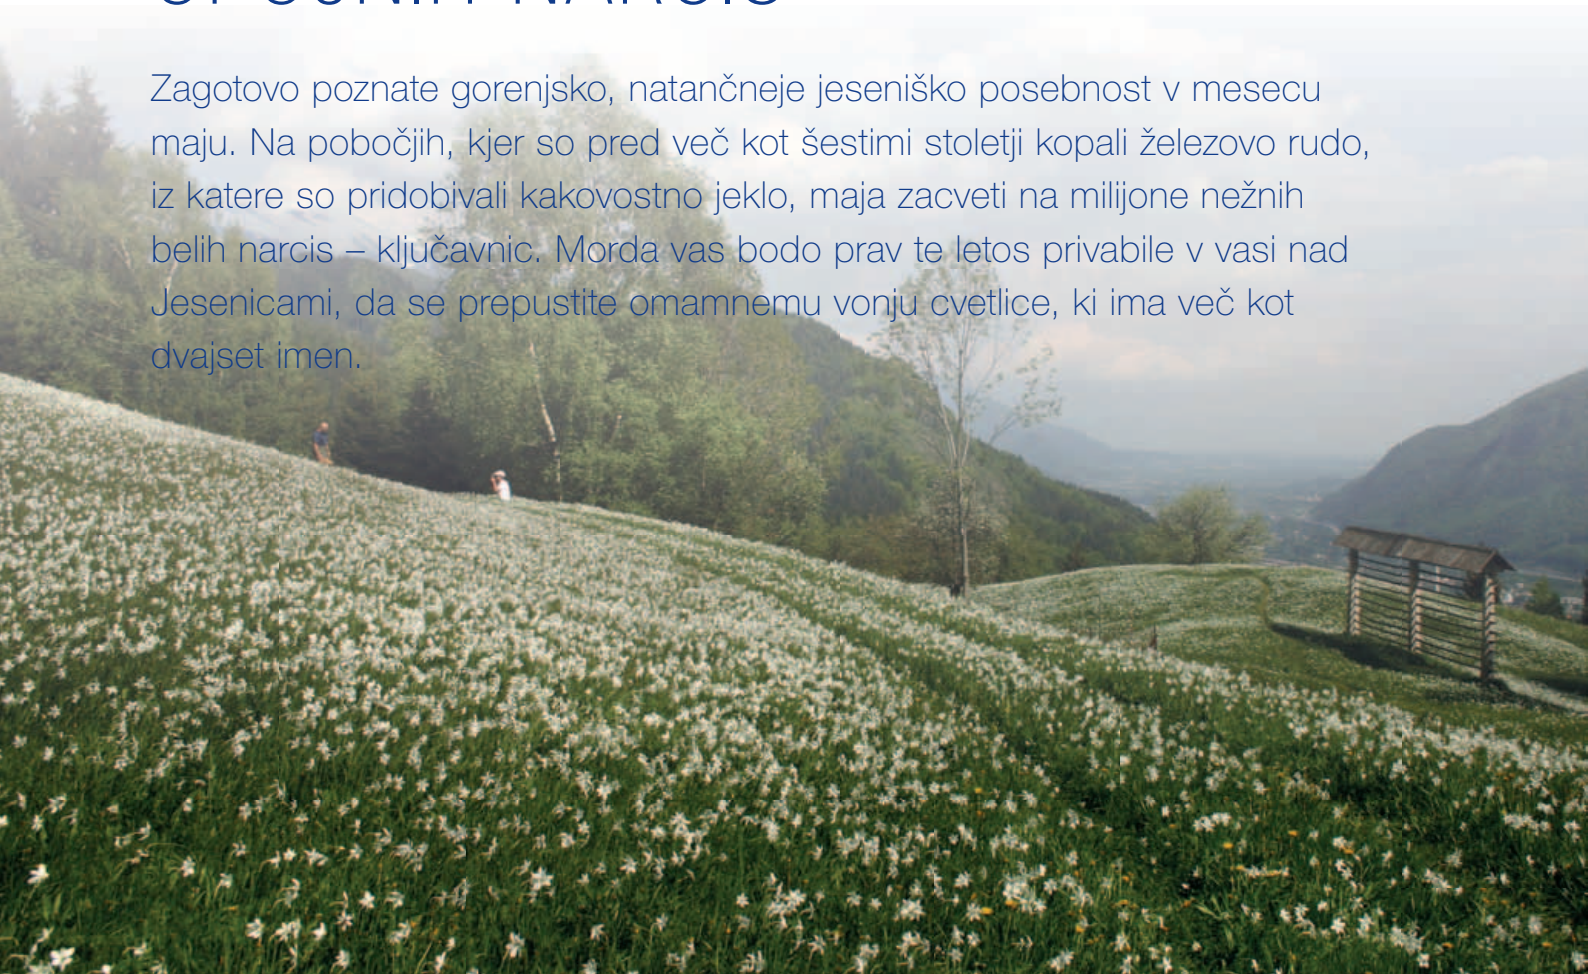 NARCIS
Zagotovo poznate gorenjsko, natančneje jeseniško posebnost v mesecu
maju. Na pobočjih, kjer so pred več kot šestimi stoletji kopali železovo rudo,
iz katere so pridobivali kakovostno jeklo, maja zacveti na milijone nežnih
belih narcis – ključavnic. Morda vas bodo prav te letos privabile v vasi nad
Jesenicami, da se prepustite omamnemu vonju cvetlice, ki ima več kot
dvajset imen.